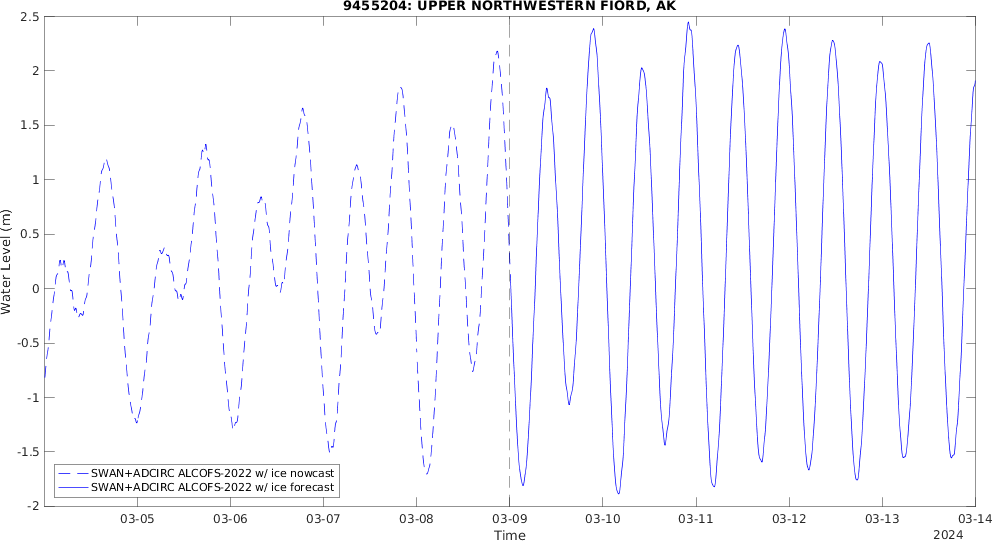 9455204: UPPER NORTHWESTERN FIORD, AK
2.5
2
1.5
1
0.5
0
-0.5
-1
-1.5
-2
Water Level (m)
SWAN+ADCIRC ALCOFS-2022 w/ ice nowcast
SWAN+ADCIRC ALCOFS-2022 w/ ice forecast
03-05 03-06 03-07 03-08 03-09 03-10 03-11 03-12 03-13 03-14
Time
2024